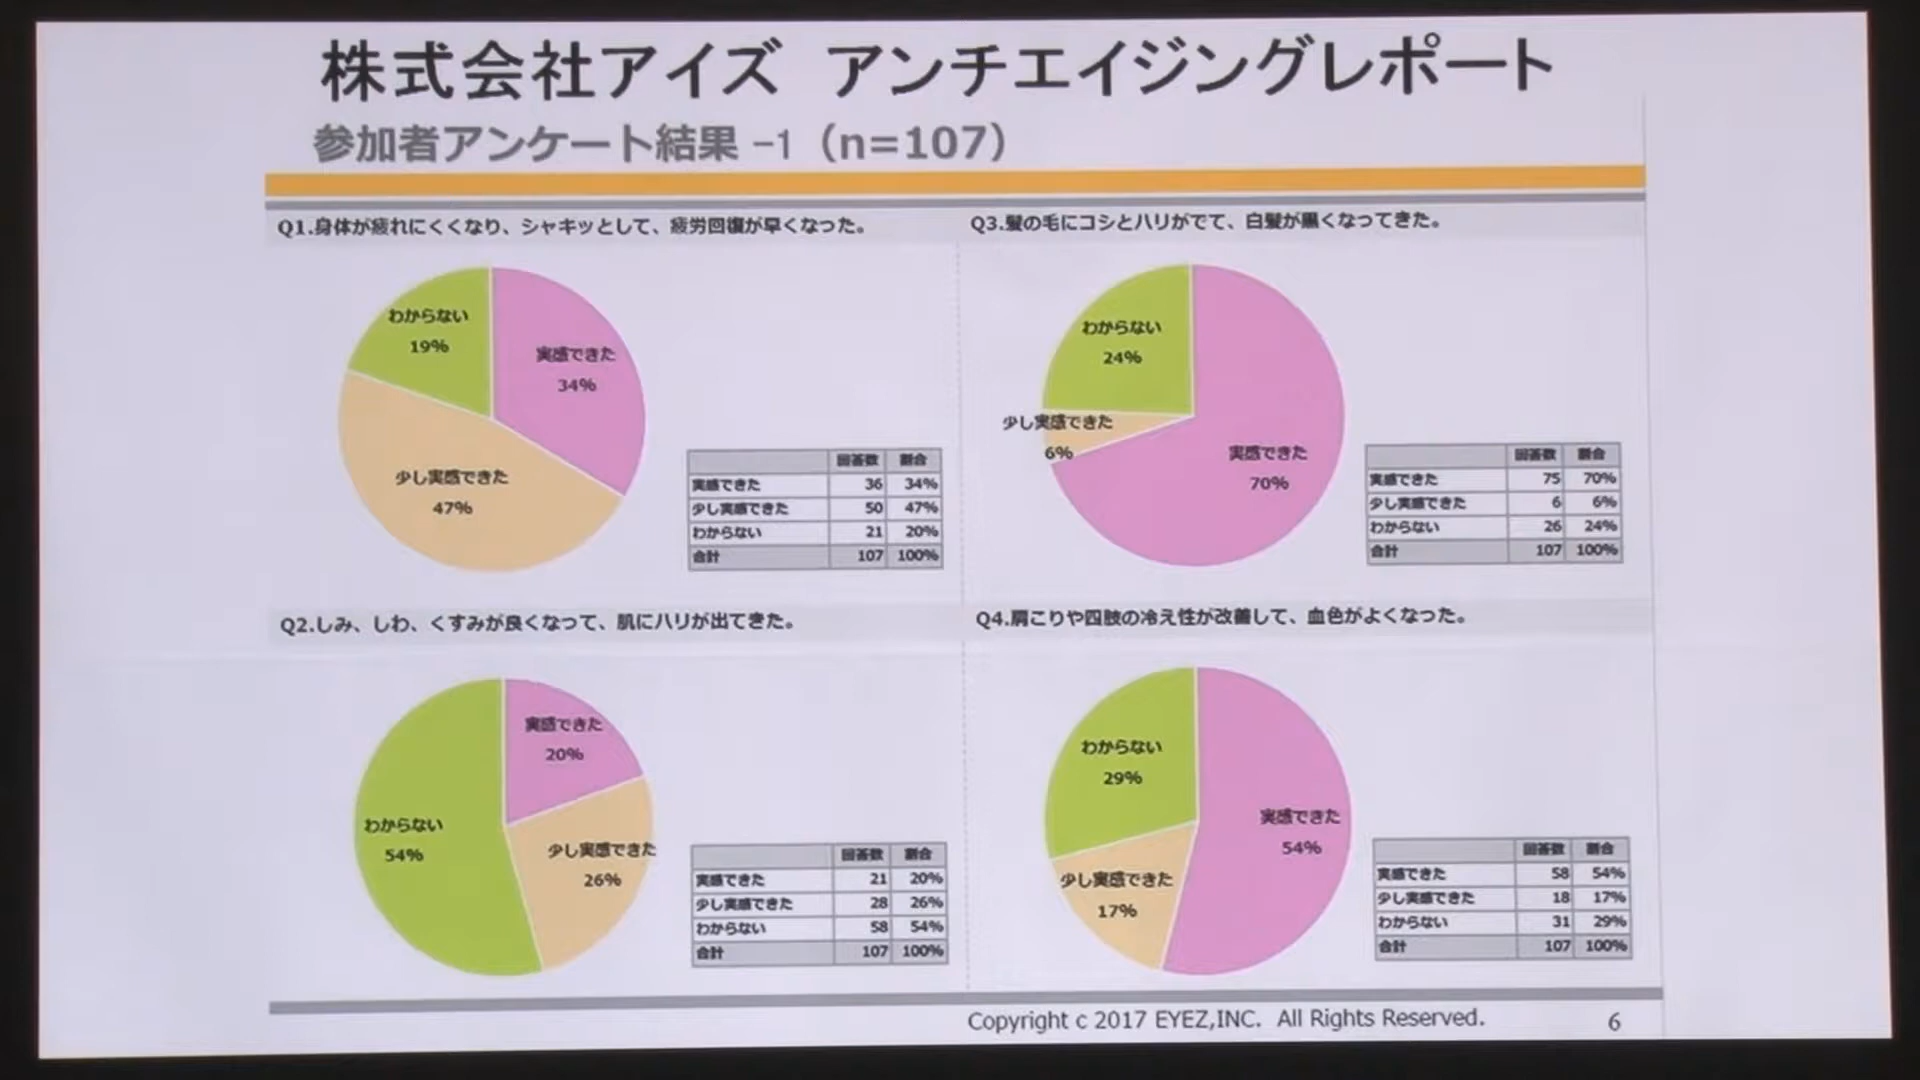 株式会社アイズ アンチエイジングレポート
参加者アンケート結果 -1（n=107）
Q1.身体が疲れにくくなり、シャキッとして、疲労回復が早くなった。
わからない
19%
実感できた
34%
少し実感できた
47%
回答数 割合
実感できた 36 34%
少し実感できた 50 47%
わからない 21 20%
合計 107 100%
Q3.髪の毛にコシとハリがでて、白髪が黒くなってきた。
わからない
24%
少し実感できた
6%
実感できた
70%
回答数 割合
実感できた 75 70%
少し実感できた 6 6%
わからない 26 24%
合計 107 100%
Q2.しみ、しわ、くすみが良くなって、肌にハリが出てきた。
実感できた
20%
わからない
54%
少し実感できた
26%
回答数 割合
実感できた 21 20%
少し実感できた 28 26%
わからない 58 54%
合計 107 100%
Q4.肩こりや四肢の冷え性が改善して、血色がよくなった。
わからない
29%
実感できた
54%
少し実感できた
17%
回答数 割合
実感できた 58 54%
少し実感できた 18 17%
わからない 31 29%
合計 107 100%
Copyright c 2017 EYEZ,INC. All Rights Reserved.
6